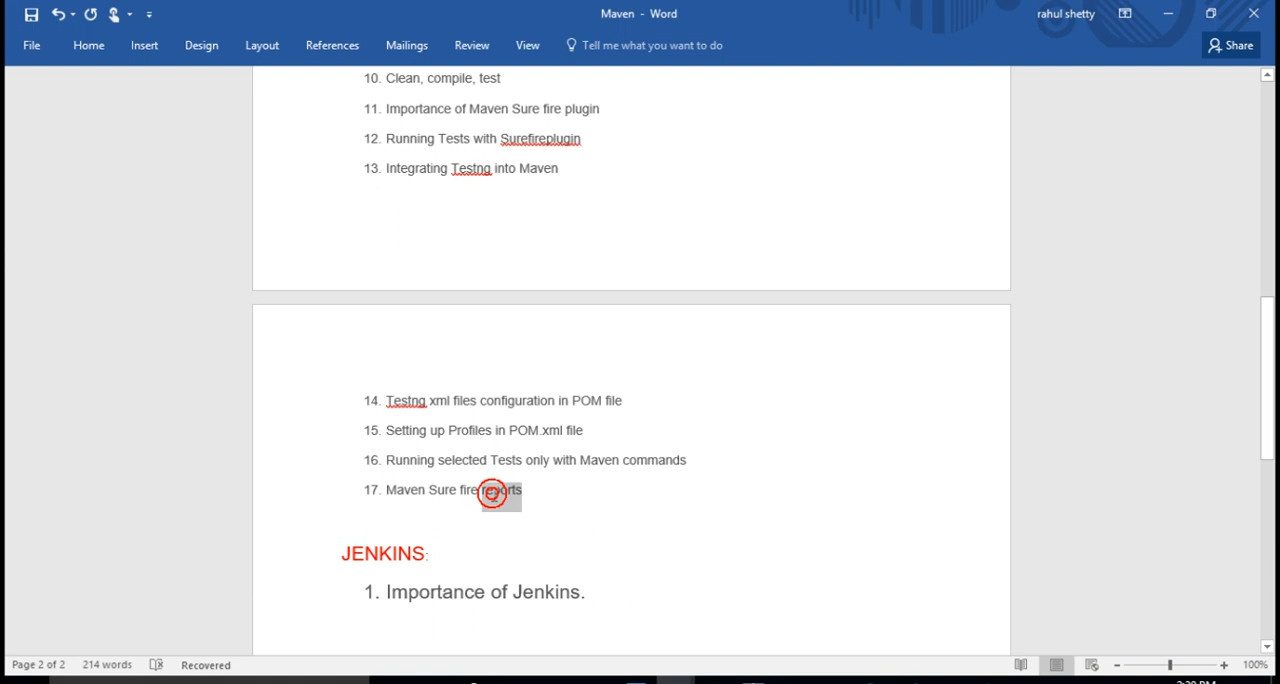 Maven - Word
rahul shetty
File Home Insert Design Layout References Mailings Review View Tell me what you want to do Share
10. Clean, compile, test
11. Importance of Maven Sure fire plugin
12. Running Tests with Surefireplugin
13. Integrating Testng into Maven
14. Testng xml files configuration in POM file
15. Setting up Profiles in POM.xml file
16. Running selected Tests only with Maven commands
17. Maven Sure fire reports
JENKINS:
1. Importance of Jenkins.
Page 2 of 2 214 words Recovered 100%